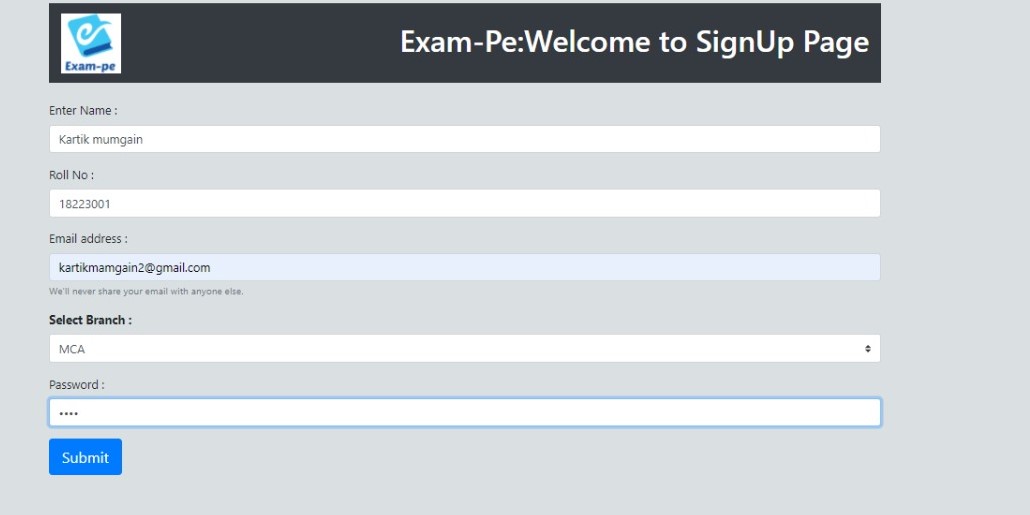 Exam-pe
Exam-Pe:Welcome to SignUp Page
Enter Name :
Kartik mumgain
Roll No :
18223001
Email address :
kartikmamgain2@gmail.com
We'll never share your email with anyone else.
Select Branch :
MCA
Password :
••••
Submit